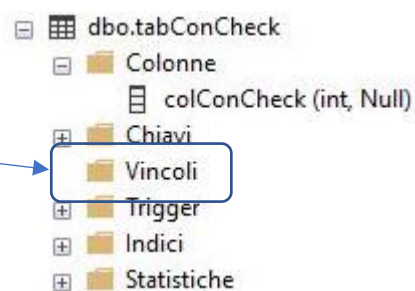 dbo.tabConCheck
Colonne
colConCheck (int, Null)
Chiavi
Vincoli
Trigger
Indici
Statistiche